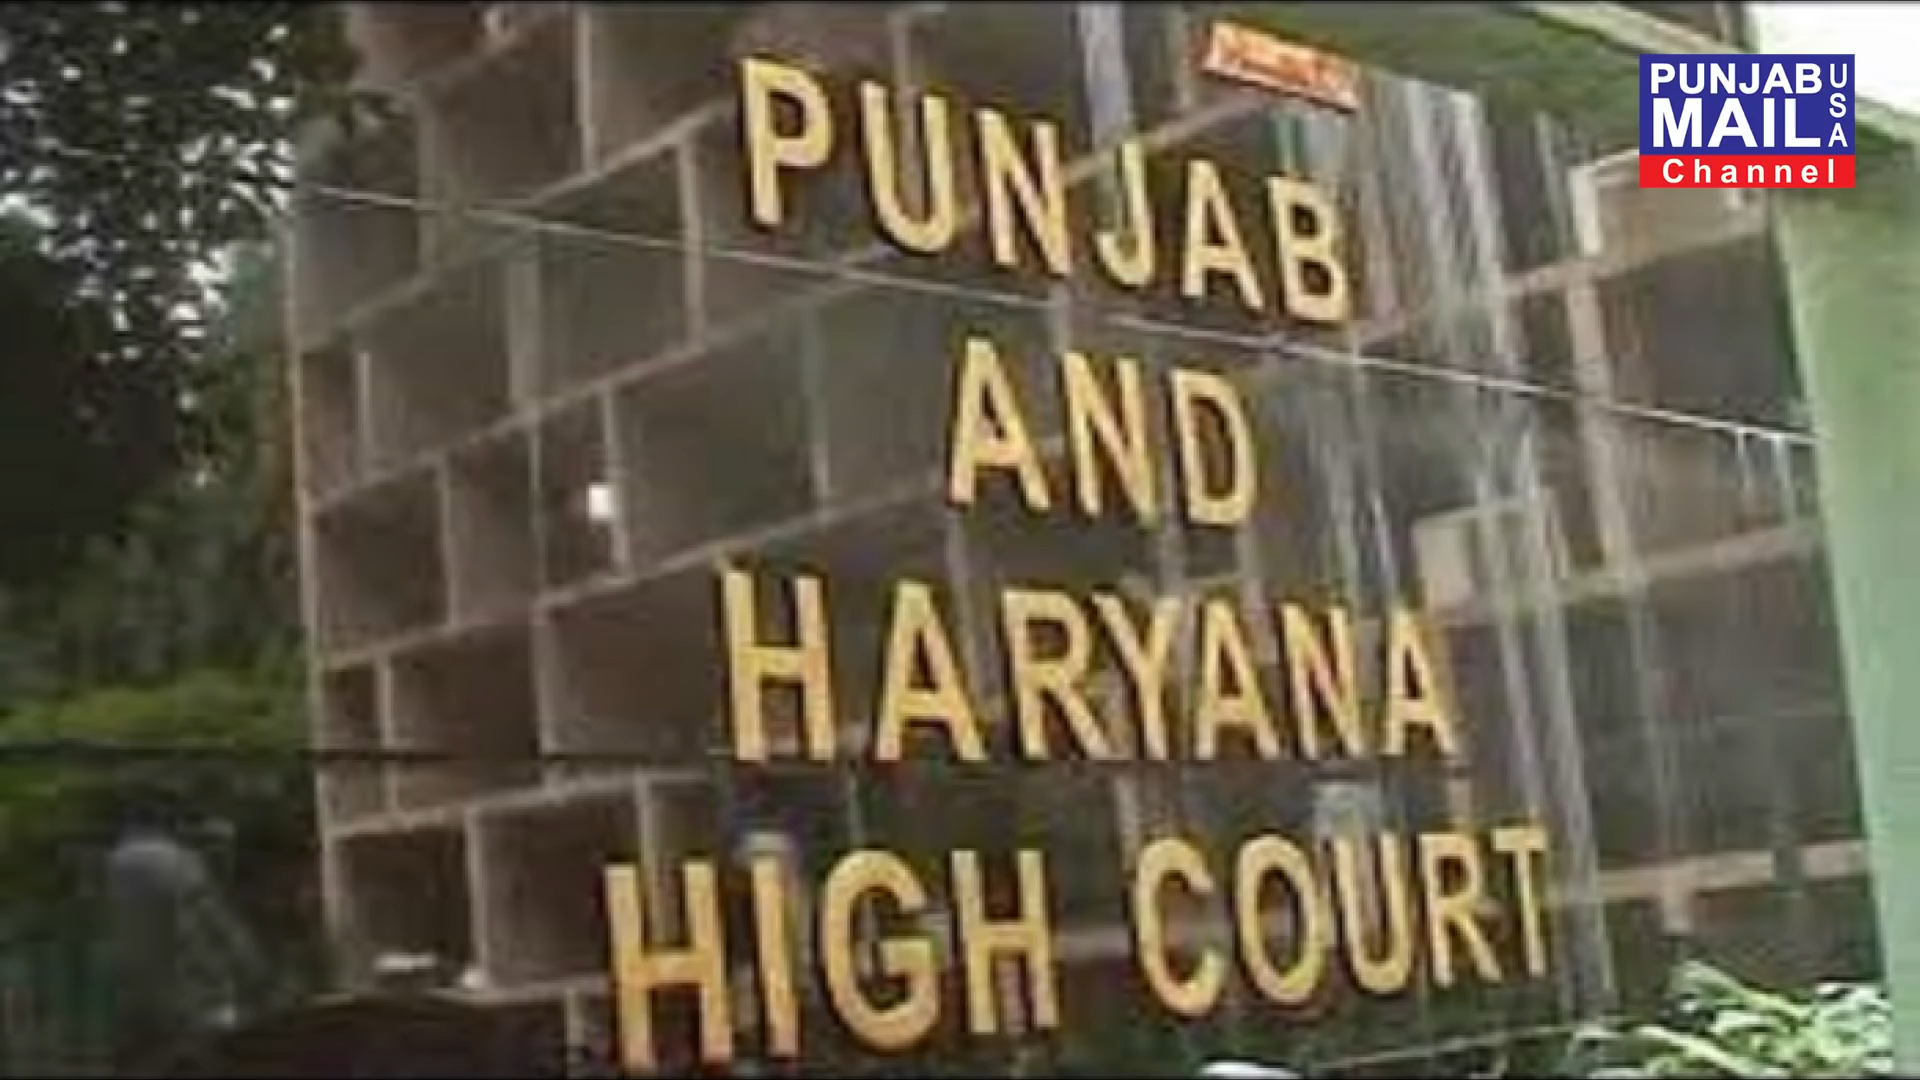 PUNJAB
AND
HARYANA
HIGH COURT
PUNJAB USA
MAIL
Channel